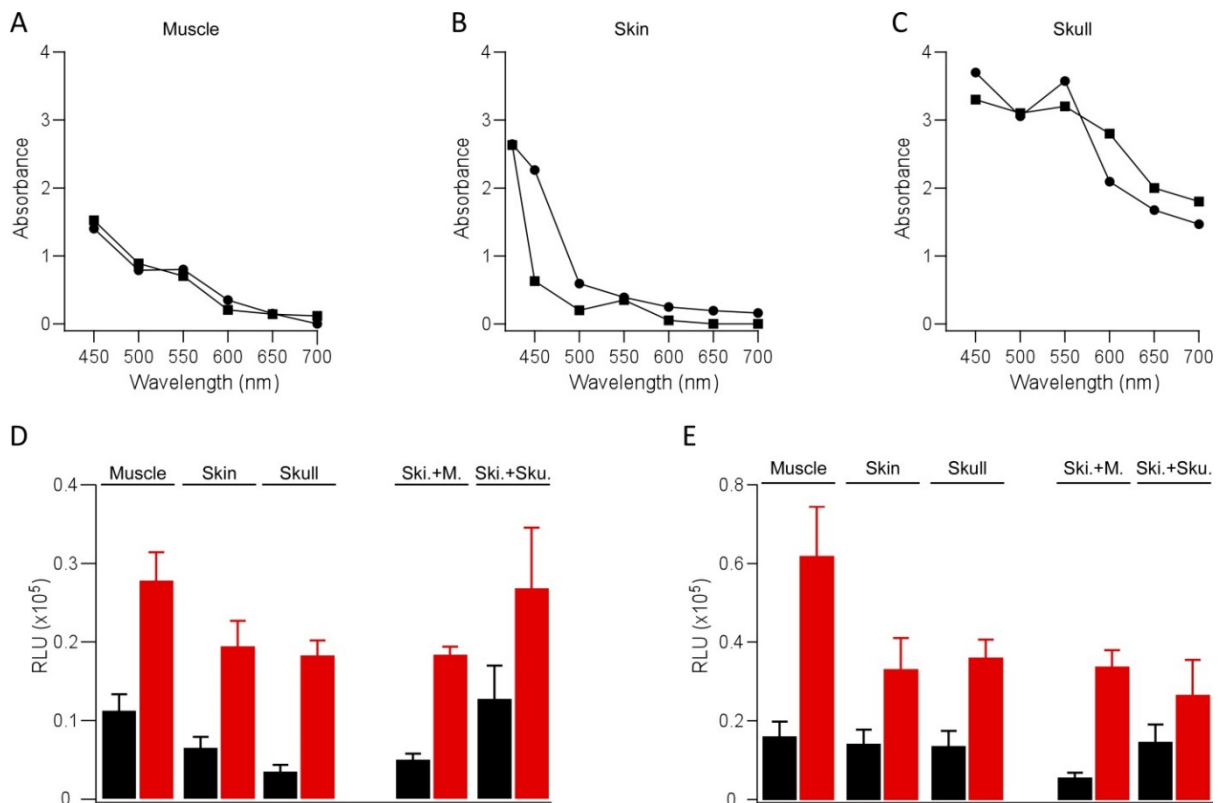 A
Muscle
4
3
2
1
0
Absorbance
450 500 550 600 650 700
Wavelength (nm)
B
Skin
4
3
2
1
0
Absorbance
450 500 550 600 650 700
Wavelength (nm)
C
Skull
4
3
2
1
0
Absorbance
450 500 550 600 650 700
Wavelength (nm)
D
Muscle Skin Skull Ski.+M. Ski.+Sku.
0.4
0.3
0.2
0.1
0
RLU (x10⁵)
E
Muscle Skin Skull Ski.+M. Ski.+Sku.
0.8
0.6
0.4
0.2
0
RLU (x10⁵)